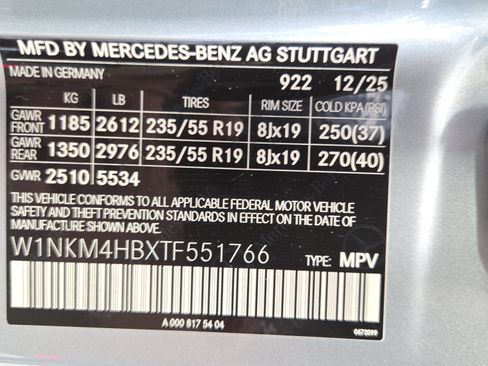 MFD BY MERCEDES-BENZ AG STUTTGART
MADE IN GERMANY 922 12/25
KG LB TIRES RIM SIZE COLD KPA (PSI)
GAWR FRONT 1185 2612 235/55 R19 8Jx19 250(37)
GAWR REAR 1350 2976 235/55 R19 8Jx19 270(40)
GVWR 2510 5534
THIS VEHICLE CONFORMS TO ALL APPLICABLE FEDERAL MOTOR VEHICLE
SAFETY AND THEFT PREVENTION STANDARDS IN EFFECT ON THE DATE OF
MANUFACTURE SHOWN ABOVE.
W1NKM4HBXTF551766 TYPE: MPV
A 000 817 54 04